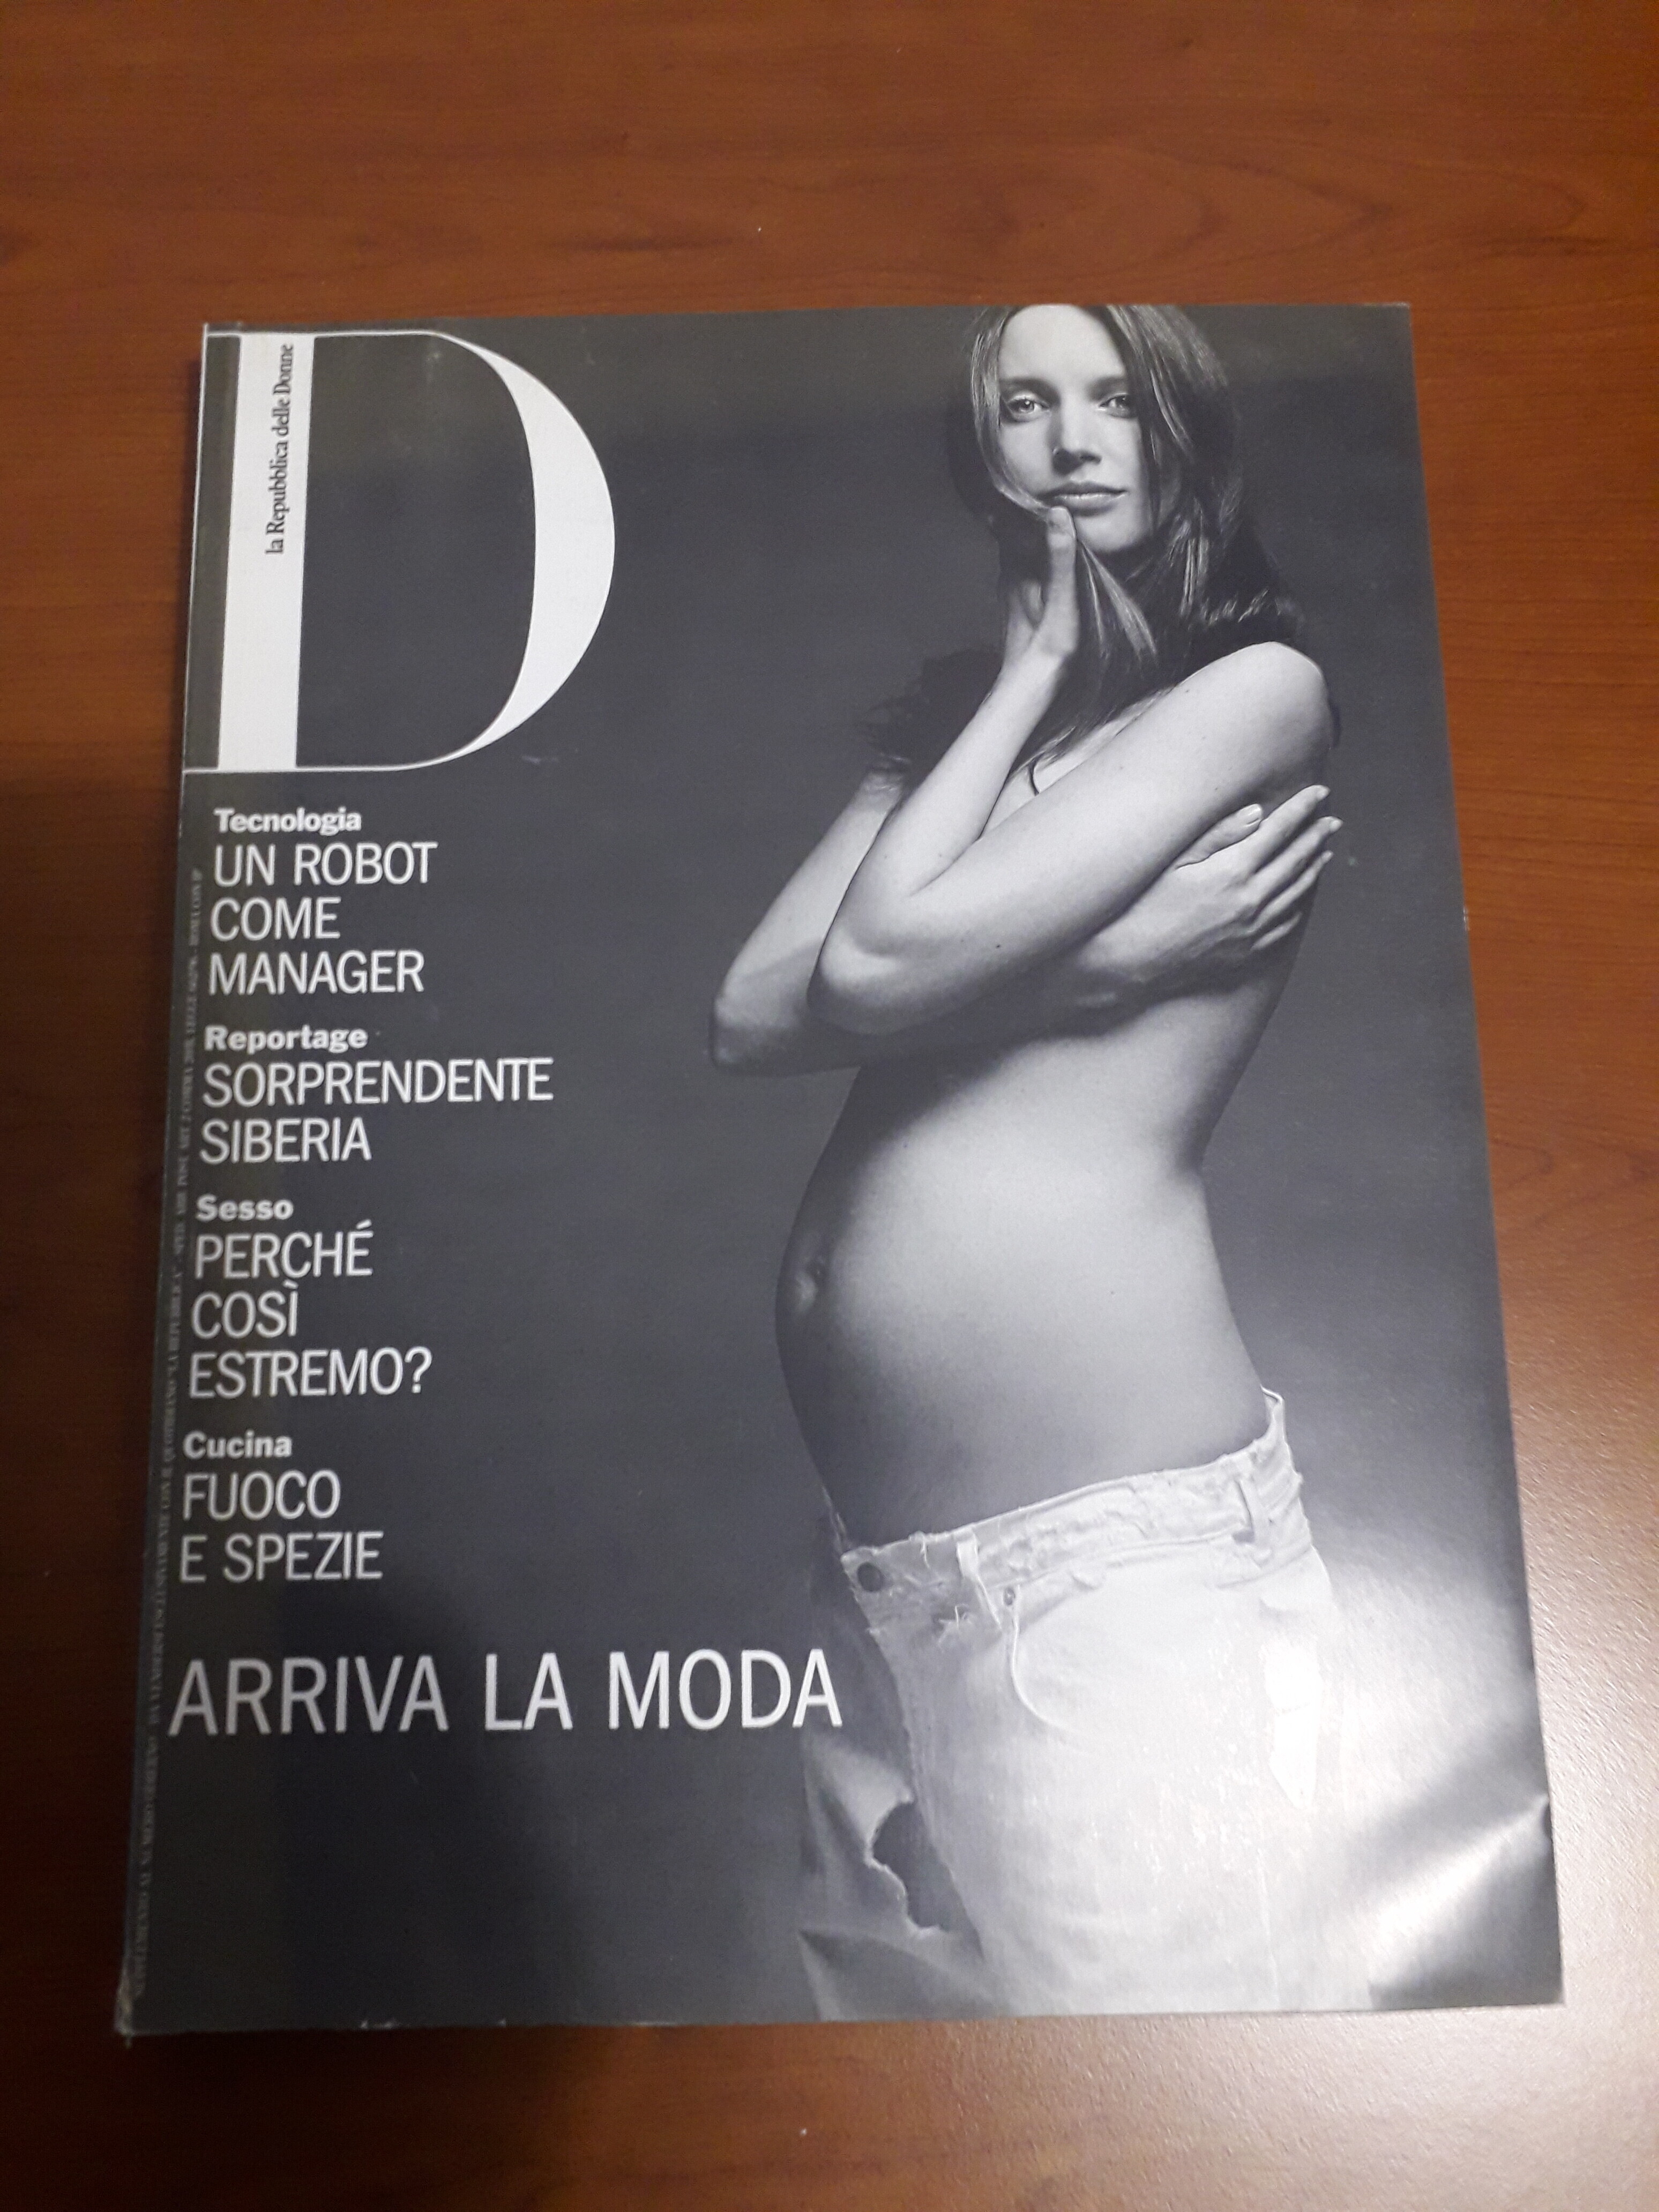 D
la Repubblica delle Donne
Tecnologia
UN ROBOT
COME
MANAGER
Reportage
SORPRENDENTE
SIBERIA
Sesso
PERCHÉ
COSÌ
ESTREMO?
Cucina
FUOCO
E SPEZIE
ARRIVA LA MODA